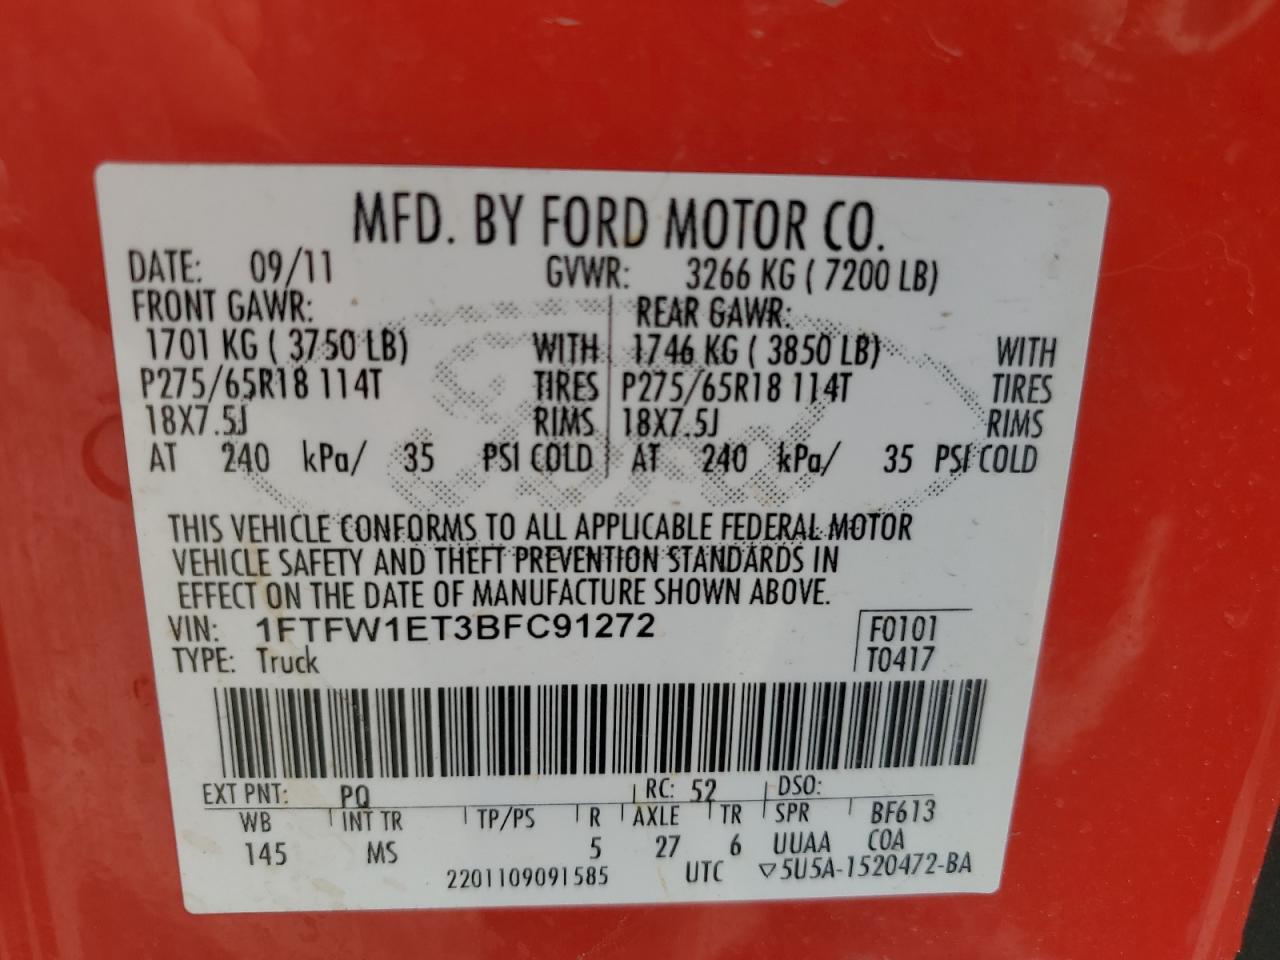 MFD. BY FORD MOTOR CO.
DATE: 09/11 GVWR: 3266 KG ( 7200 LB)
FRONT GAWR: REAR GAWR:
1701 KG ( 3750 LB) WITH 1746 KG ( 3850 LB) WITH
P275/65R18 114T TIRES P275/65R18 114T TIRES
18X7.5J RIMS 18X7.5J RIMS
AT 240 kPa/ 35 PSI COLD AT 240 kPa/ 35 PSI COLD
Ford
THIS VEHICLE CONFORMS TO ALL APPLICABLE FEDERAL MOTOR
VEHICLE SAFETY AND THEFT PREVENTION STANDARDS IN
EFFECT ON THE DATE OF MANUFACTURE SHOWN ABOVE.
VIN: 1FTFW1ET3BFC91272 F0101
TYPE: Truck T0417
EXT PNT: PQ RC: 52 DSO:
WB INT TR TP/PS R AXLE TR SPR BF613
145 MS 5 27 6 UUAA COA
2201109091585 UTC ▽5U5A-1520472-BA